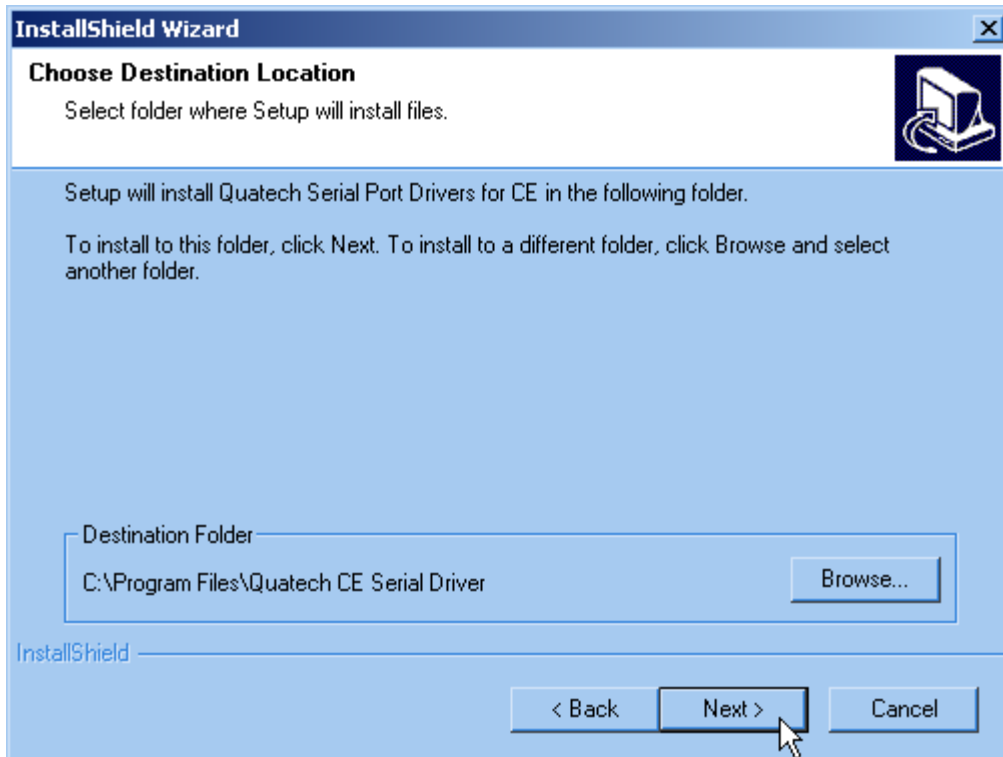 InstallShield Wizard
Choose Destination Location
Select folder where Setup will install files.
Setup will install Quatech Serial Port Drivers for CE in the following folder.
To install to this folder, click Next. To install to a different folder, click Browse and select
another folder.
Destination Folder
C:\Program Files\Quatech CE Serial Driver
Browse...
InstallShield
< Back
Next >
Cancel